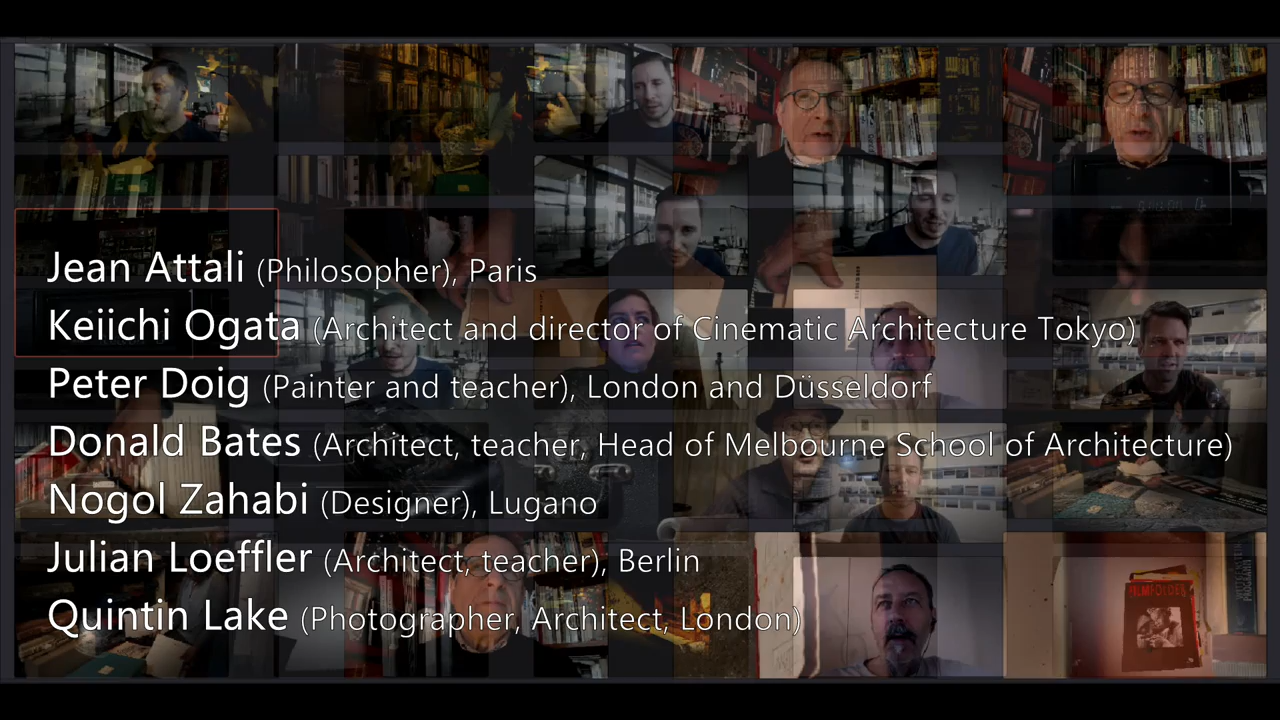 Jean Attali (Philosopher), Paris
Keiichi Ogata (Architect and director of Cinematic Architecture Tokyo)
Peter Doig (Painter and teacher), London and Düsseldorf
Donald Bates (Architect, teacher, Head of Melbourne School of Architecture)
Nogol Zahabi (Designer), Lugano
Julian Loeffler (Architect, teacher), Berlin
Quintin Lake (Photographer, Architect, London)